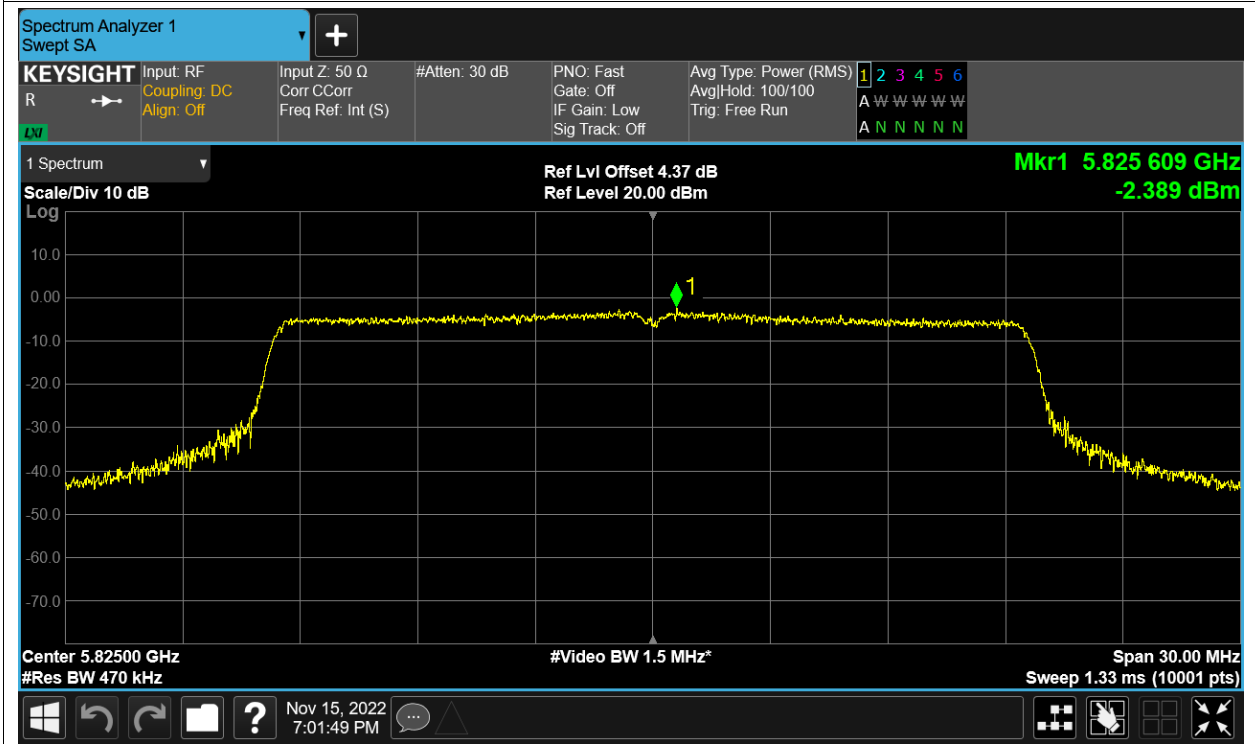 Spectrum Analyzer 1
Swept SA
+
KEYSIGHT
R
LXI
Input: RF
Coupling: DC
Align: Off
Input Z: 50 Ω
Corr CCorr
Freq Ref: Int (S)
#Atten: 30 dB
PNO: Fast
Gate: Off
IF Gain: Low
Sig Track: Off
Avg Type: Power (RMS)
Avg|Hold: 100/100
Trig: Free Run
1 2 3 4 5 6
A W W W W W
A N N N N N
1 Spectrum
Scale/Div 10 dB
Log
Ref Lvl Offset 4.37 dB
Ref Level 20.00 dBm
Mkr1 5.825 609 GHz
-2.389 dBm
10.0
0.00
-10.0
-20.0
-30.0
-40.0
-50.0
-60.0
-70.0
1
Center 5.82500 GHz
#Res BW 470 kHz
#Video BW 1.5 MHz*
Span 30.00 MHz
Sweep 1.33 ms (10001 pts)
?
Nov 15, 2022
7:01:49 PM